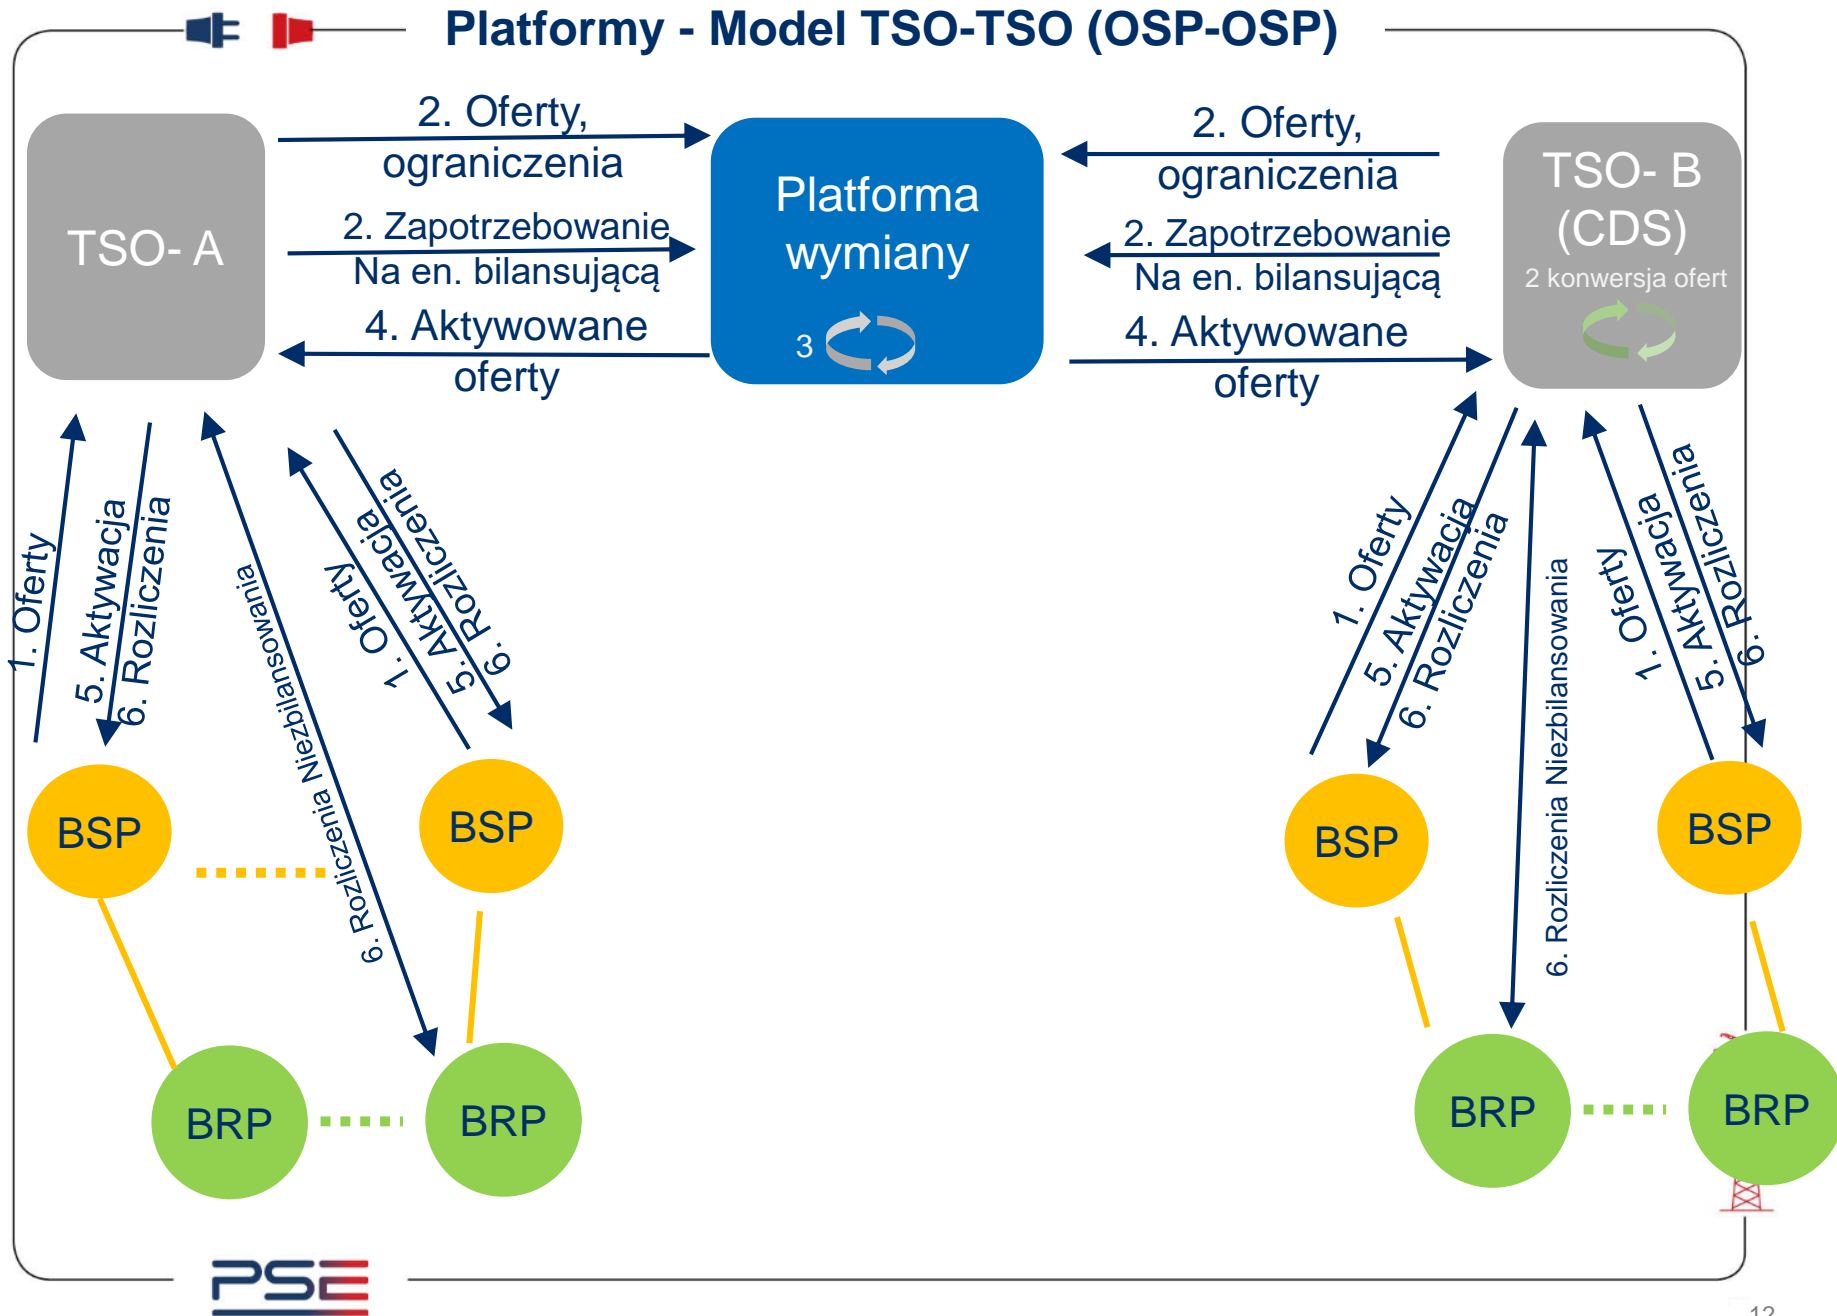 Platformy - Model TSO-TSO (OSP-OSP)
TSO- A
2. Oferty,
ograniczenia
2. Zapotrzebowanie
Na en. bilansującą
4. Aktywowane
oferty
Platforma
wymiany
3
2. Oferty,
ograniczenia
2. Zapotrzebowanie
Na en. bilansującą
4. Aktywowane
oferty
TSO- B
(CDS)
2 konwersja ofert
1. Oferty
5. Aktywacja
6. Rozliczenia
6. Rozliczenia Niezbilansowania
1. Oferty
5. Aktywacja
6. Rozliczenia
1. Oferty
5. Aktywacja
6. Rozliczenia
6. Rozliczenia Niezbilansowania
1. Oferty
5. Aktywacja
6. Rozliczenia
BSP
BSP
BSP
BSP
BRP
BRP
BRP
BRP
PSE
12